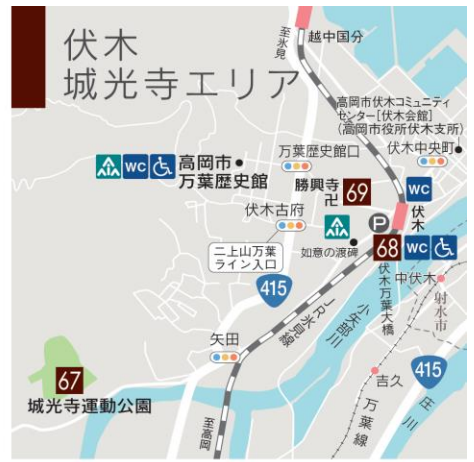 伏木
城光寺エリア
至氷見
越中国分
高岡市伏木コミュニティ
センター[伏木会館]
(高岡市役所伏木支所)
伏木中央町
万葉歴史館口
WC
高岡市
万葉歴史館
勝興寺
69
WC
伏木
伏木古府
P
如意の渡碑
68
WC
二上山万葉
ライン入口
伏木万葉大橋
中伏木
射水市
415
JR氷見線
小矢部川
矢田
415
67
城光寺運動公園
吉久
至高岡
万葉線
庄川